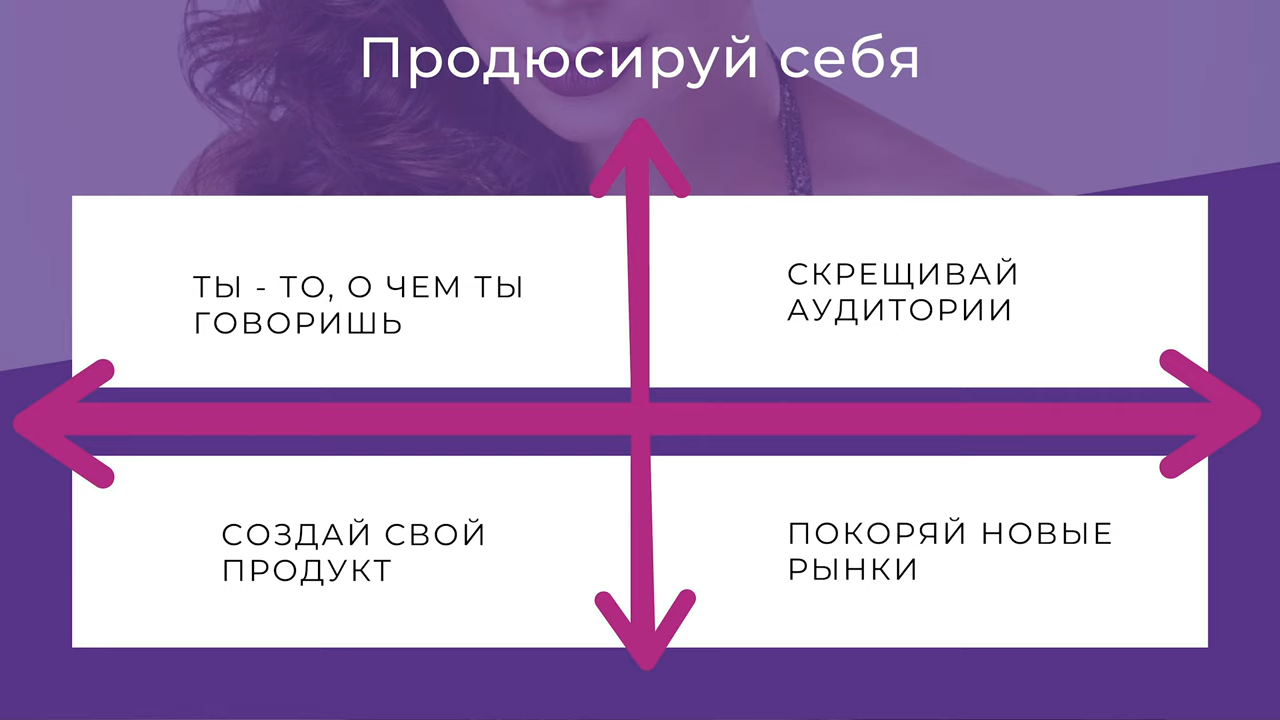 Продюсируй себя
ТЫ - ТО, О ЧЕМ ТЫ
ГОВОРИШЬ
СКРЕЩИВАЙ
АУДИТОРИИ
СОЗДАЙ СВОЙ
ПРОДУКТ
ПОКОРЯЙ НОВЫЕ
РЫНКИ